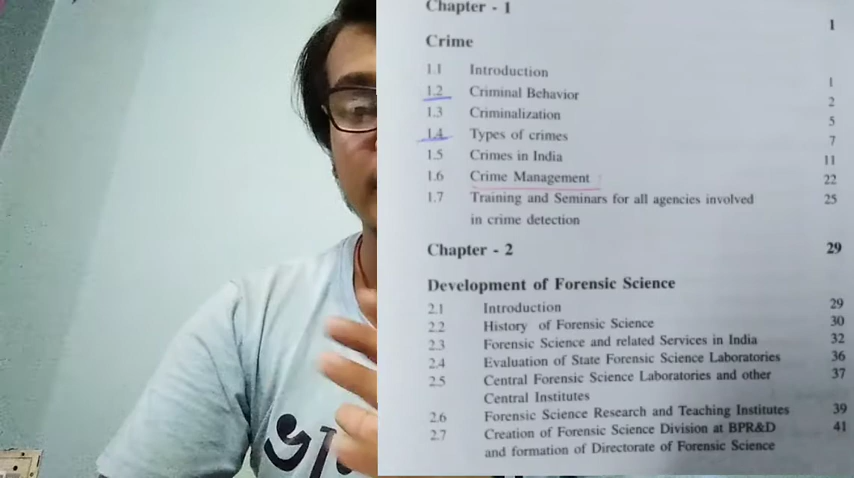 Chapter - 1 1
Crime
1.1 Introduction 1
1.2 Criminal Behavior 2
1.3 Criminalization 5
1.4 Types of crimes 7
1.5 Crimes in India 11
1.6 Crime Management 22
1.7 Training and Seminars for all agencies involved 25
in crime detection
Chapter - 2 29
Development of Forensic Science
2.1 Introduction 29
2.2 History of Forensic Science 30
2.3 Forensic Science and related Services in India 32
2.4 Evaluation of State Forensic Science Laboratories 36
2.5 Central Forensic Science Laboratories and other 37
Central Institutes
2.6 Forensic Science Research and Teaching Institutes 39
2.7 Creation of Forensic Science Division at BPR&D 41
and formation of Directorate of Forensic Science